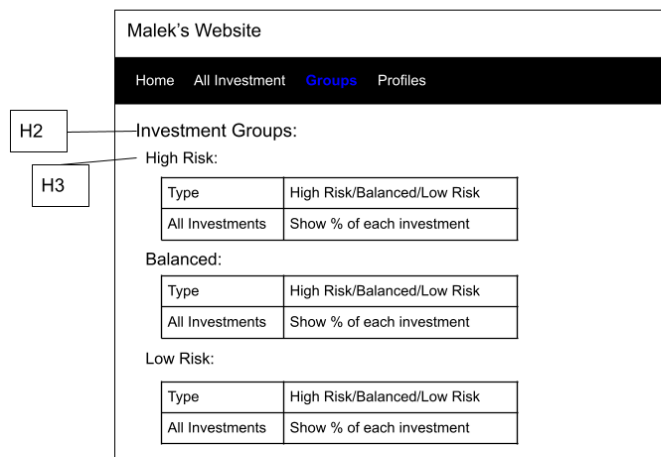 Malek's Website
Home All Investment Groups Profiles
H2
Investment Groups:
H3
High Risk:
Type High Risk/Balanced/Low Risk
All Investments Show % of each investment
Balanced:
Type High Risk/Balanced/Low Risk
All Investments Show % of each investment
Low Risk:
Type High Risk/Balanced/Low Risk
All Investments Show % of each investment